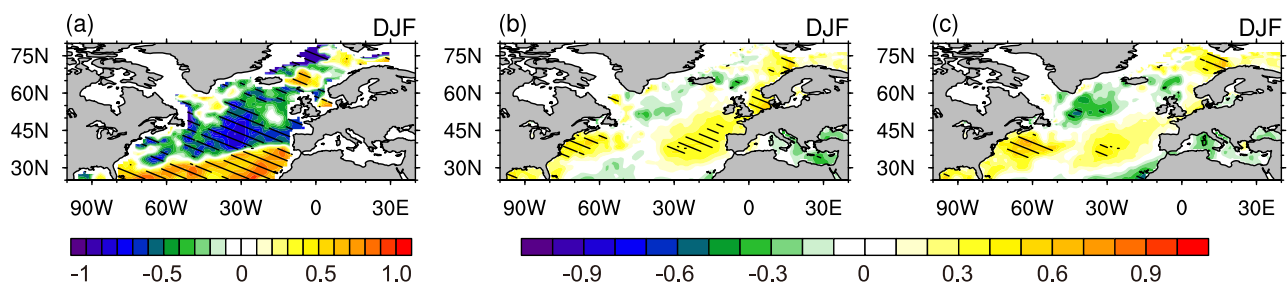 (a) DJF (b) DJF (c) DJF
75N 75N 75N
60N 60N 60N
45N 45N 45N
30N 30N 30N
90W 60W 30W 0 30E 90W 60W 30W 0 30E 90W 60W 30W 0 30E
-1 -0.5 0 0.5 1.0 -0.9 -0.6 -0.3 0 0.3 0.6 0.9